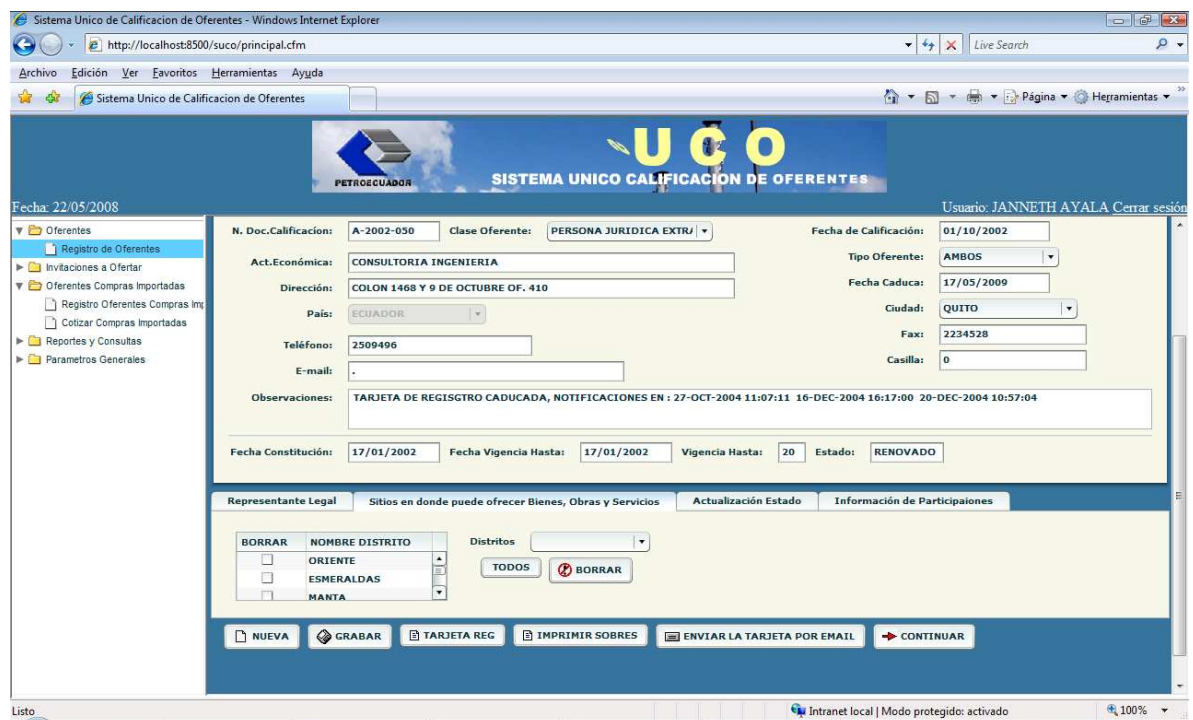 Sistema Unico de Calificacion de Oferentes - Windows Internet Explorer
http://localhost:8500/suco/principal.cfm
Live Search
Archivo Edición Ver Favoritos Herramientas Ayuda
Sistema Unico de Calificacion de Oferentes
Página Herramientas
PETROECUADOR
UCO
SISTEMA UNICO CALIFICACIÓN DE OFERENTES
Fecha: 22/05/2008
Usuario: JANNETH AYALA Cerrar sesión
Oferentes
Registro de Oferentes
Invitaciones a Ofertar
Oferentes Compras Importadas
Registro Oferentes Compras Imp
Cotizar Compras Importadas
Reportes y Consultas
Parametros Generales
N. Doc.Calificacíon: A-2002-050 Clase Oferente: PERSONA JURIDICA EXTR Fecha de Calificación: 01/10/2002
Act.Económica: CONSULTORIA INGENIERIA Tipo Oferente: AMBOS
Dirección: COLON 1468 Y 9 DE OCTUBRE OF. 410 Fecha Caduca: 17/05/2009
País: ECUADOR Ciudad: QUITO
Teléfono: 2509496 Fax: 2234528
E-mail: . Casilla: 0
Observaciones: TARJETA DE REGISGTRO CADUCADA, NOTIFICACIONES EN : 27-OCT-2004 11:07:11 16-DEC-2004 16:17:00 20-DEC-2004 10:57:04
Fecha Constitución: 17/01/2002 Fecha Vigencia Hasta: 17/01/2002 Vigencia Hasta: 20 Estado: RENOVADO
Representante Legal Sitios en donde puede ofrecer Bienes, Obras y Servicios Actualización Estado Información de Participaiones
BORRAR NOMBRE DISTRITO Distritos
ORIENTE
ESMERALDAS
MANTA
TODOS BORRAR
NUEVA GRABAR TARJETA REG IMPRIMIR SOBRES ENVIAR LA TARJETA POR EMAIL CONTINUAR
Listo
Intranet local | Modo protegido: activado
100%